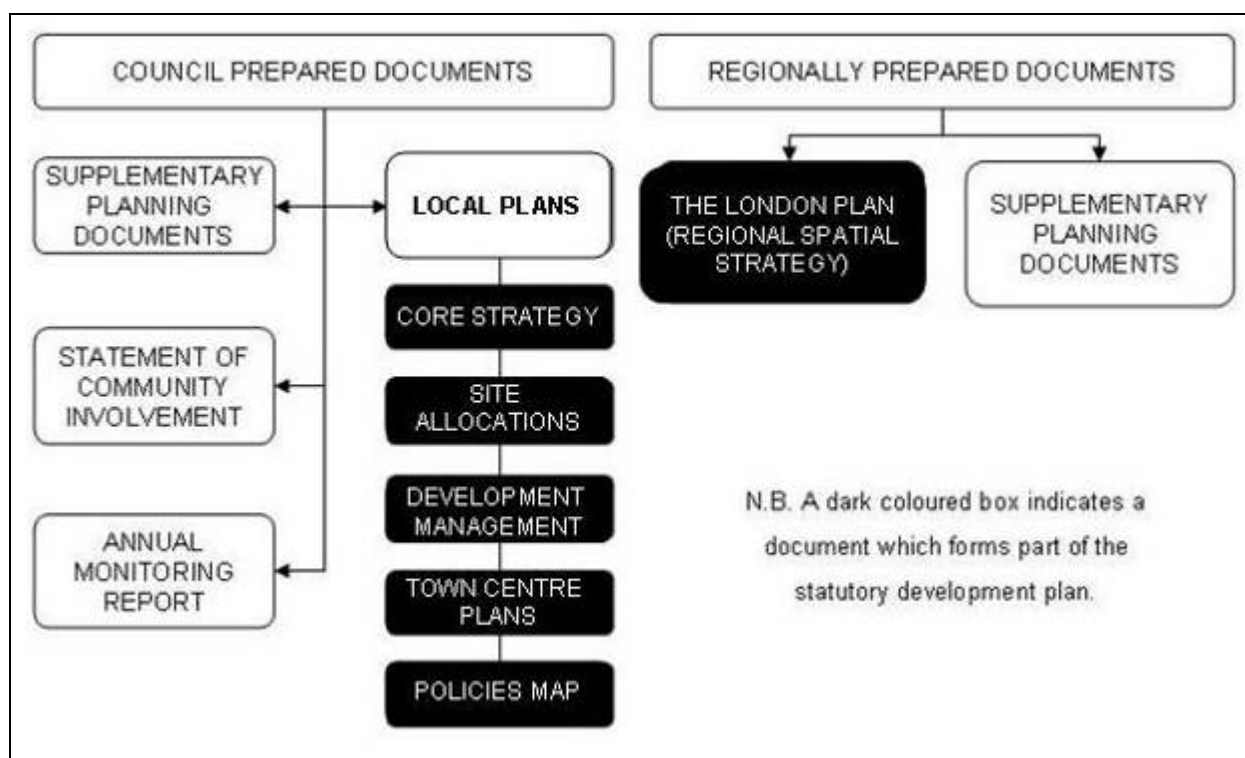 COUNCIL PREPARED DOCUMENTS
SUPPLEMENTARY
PLANNING
DOCUMENTS
STATEMENT OF
COMMUNITY
INVOLVEMENT
ANNUAL
MONITORING
REPORT
LOCAL PLANS
CORE STRATEGY
SITE
ALLOCATIONS
DEVELOPMENT
MANAGEMENT
TOWN CENTRE
PLANS
POLICIES MAP
REGIONALLY PREPARED DOCUMENTS
THE LONDON PLAN
(REGIONAL SPATIAL
STRATEGY)
SUPPLEMENTARY
PLANNING
DOCUMENTS
N.B. A dark coloured box indicates a
document which forms part of the
statutory development plan.